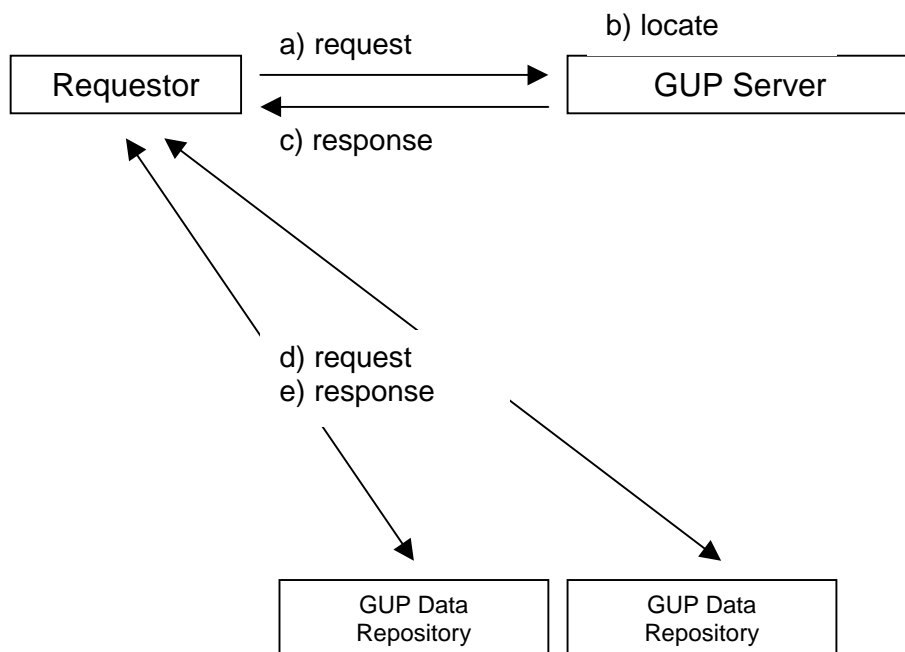 b) locate
a) request
Requestor
GUP Server
c) response
d) request
e) response
GUP Data
Repository
GUP Data
Repository